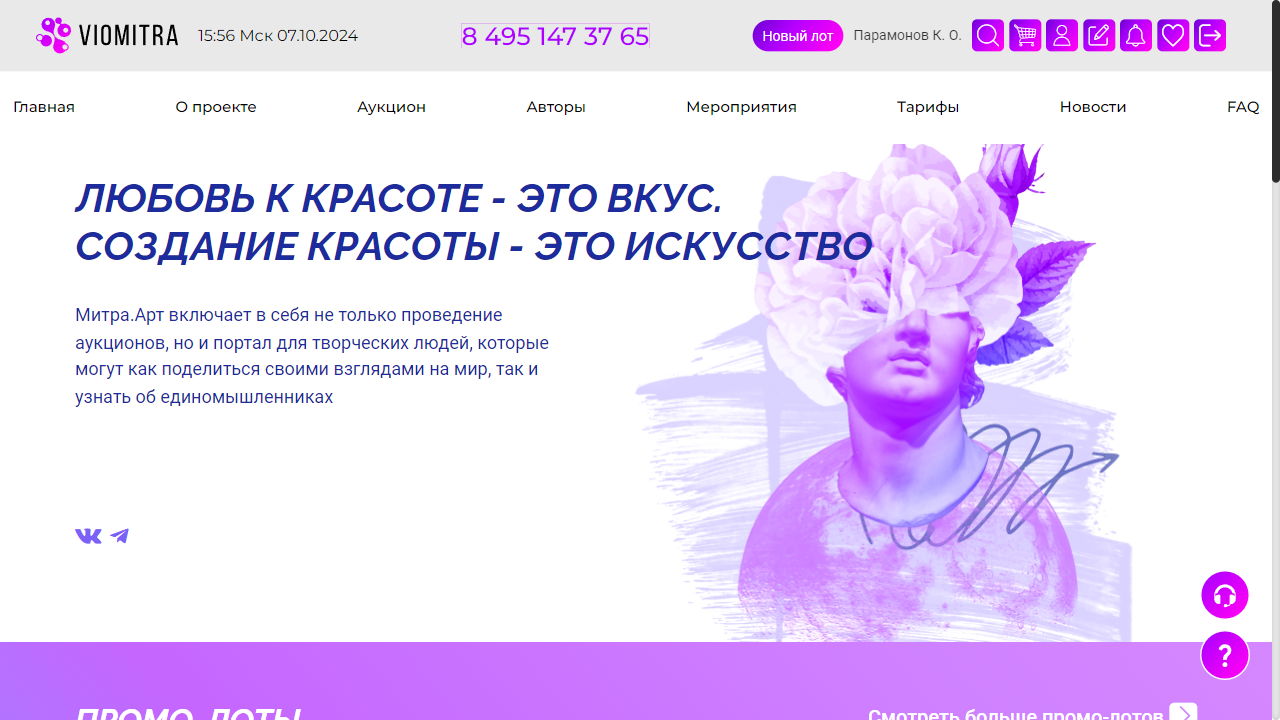 VIOMITRA 15:56 Мск 07.10.2024 8 495 147 37 65 Новый лот Парамонов К. О.
Главная О проекте Аукцион Авторы Мероприятия Тарифы Новости FAQ
ЛЮБОВЬ К КРАСОТЕ - ЭТО ВКУС.
СОЗДАНИЕ КРАСОТЫ - ЭТО ИСКУССТВО
Митра.Арт включает в себя не только проведение
аукционов, но и портал для творческих людей, которые
могут как поделиться своими взглядами на мир, так и
узнать об единомышленниках
?
ПРОМО-ЛОТЫ Смотреть больше промо-лотов